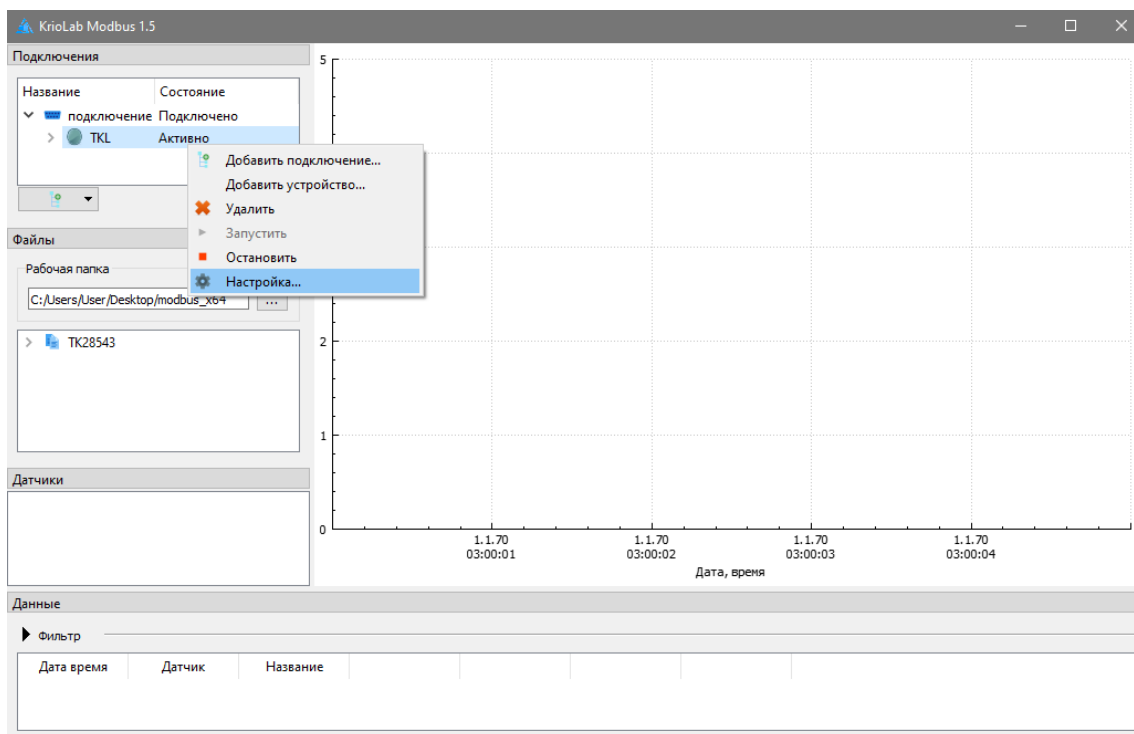 KrioLab Modbus 1.5
Подключения
Название Состояние
подключение Подключено
TKL Активно
Добавить подключение...
Добавить устройство...
Удалить
Запустить
Остановить
Настройка...
Файлы
Рабочая папка
C:/Users/User/Desktop/modbus_x64 ...
TK28543
Датчики
5
2
1
0
1.1.70 1.1.70 1.1.70 1.1.70
03:00:01 03:00:02 03:00:03 03:00:04
Дата, время
Данные
Фильтр
Дата время Датчик Название